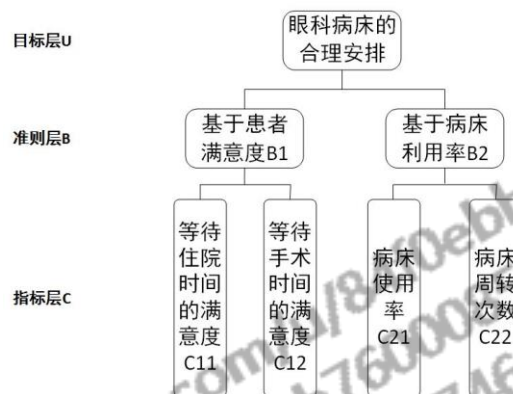 目标层U
眼科病床的
合理安排
准则层B
基于患者
满意度B1
基于病床
利用率B2
指标层C
等待
住院
时间
的满
意度
C11
等待
手术
时间
的满
意度
C12
病床
使用
率
C21
病床
周转
次数
C22